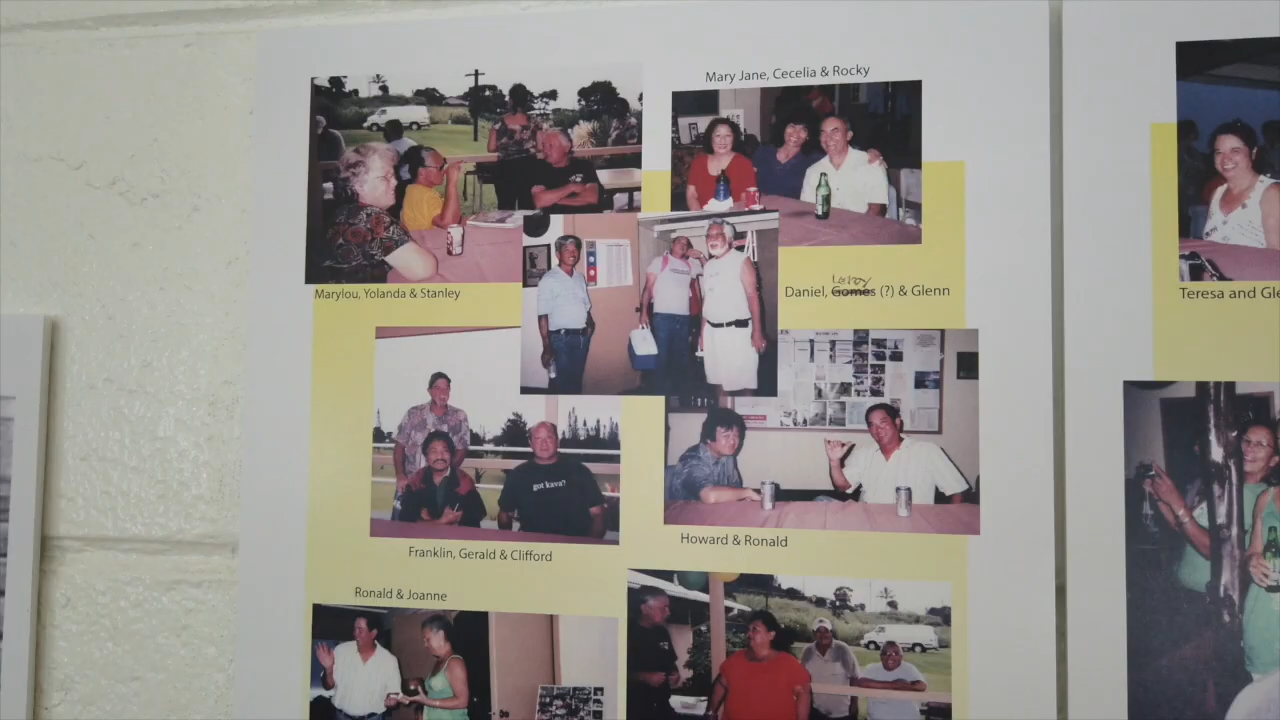 Mary Jane, Cecelia & Rocky
Marylou, Yolanda & Stanley
Leroy
Daniel, Gomes (?) & Glenn
Teresa and Gle
got kava?
Howard & Ronald
Franklin, Gerald & Clifford
Ronald & Joanne